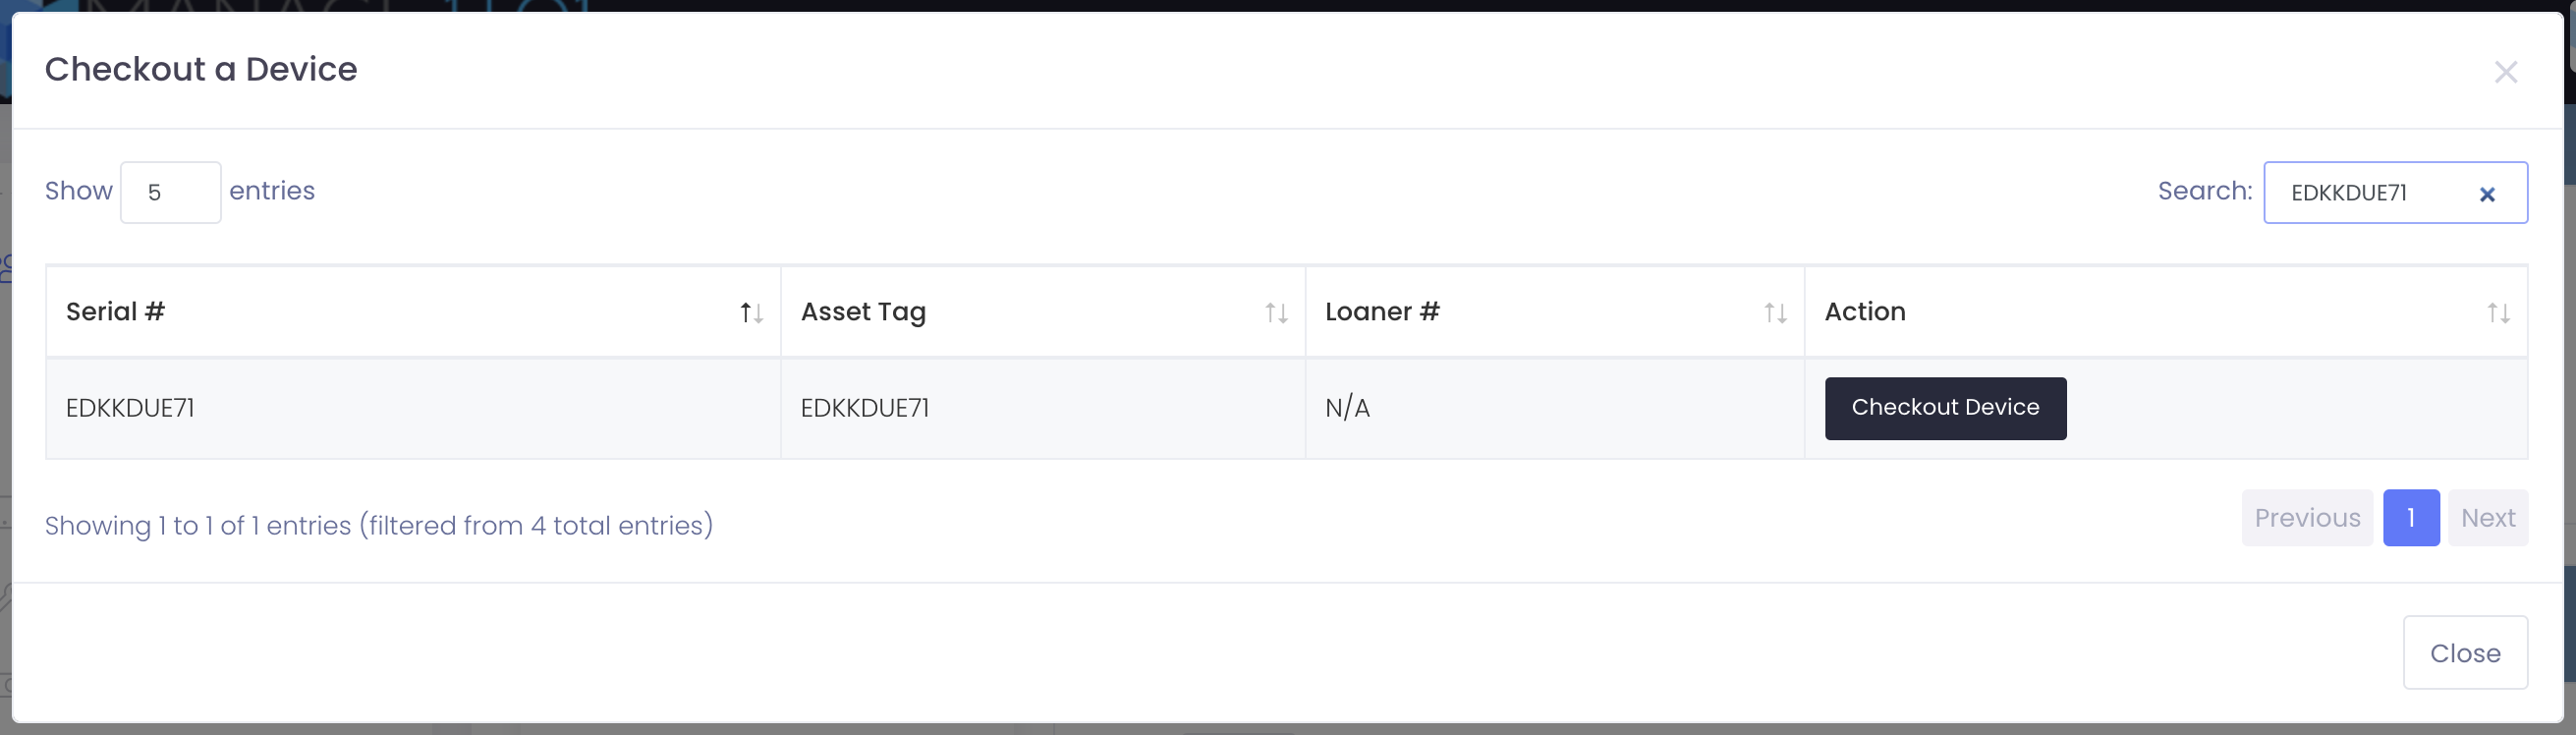 Checkout a Device
Show 5 entries
Search: EDKKDUE71
Serial # Asset Tag Loaner # Action
EDKKDUE71 EDKKDUE71 N/A Checkout Device
Showing 1 to 1 of 1 entries (filtered from 4 total entries)
Previous 1 Next
Close